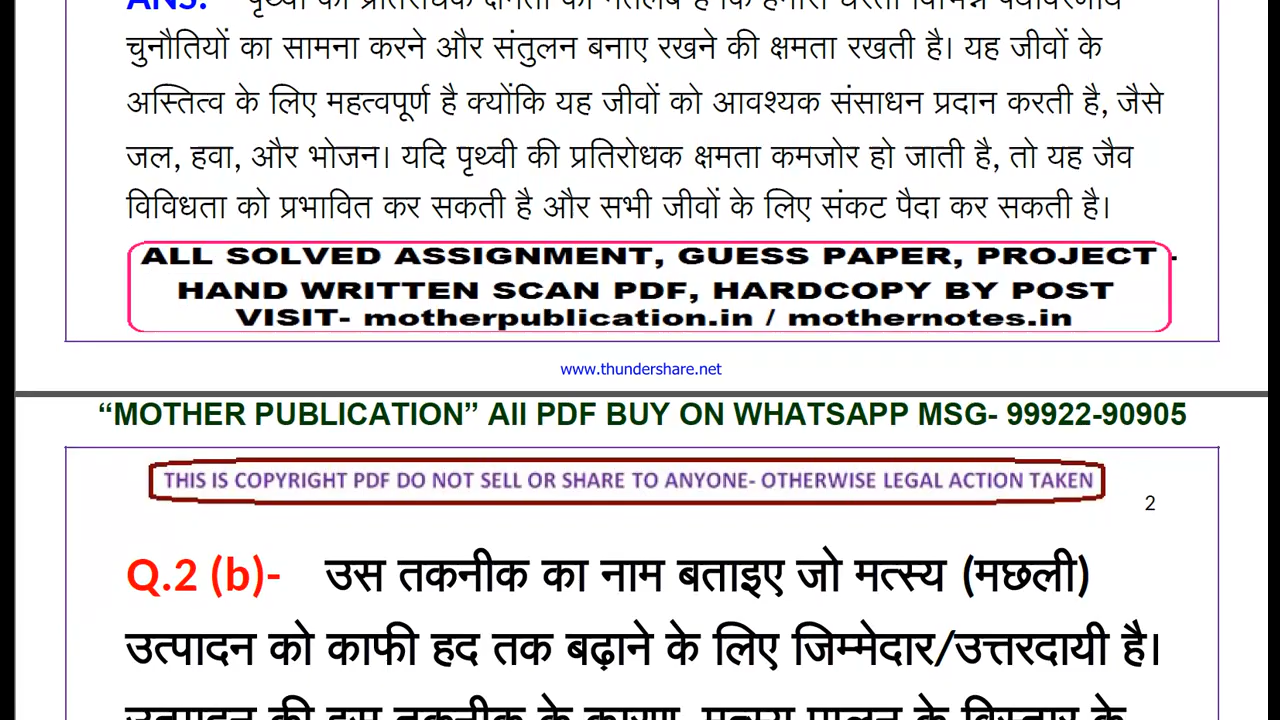 ANS:
चुनौतियों का सामना करने और संतुलन बनाए रखने की क्षमता रखती है। यह जीवों के
अस्तित्व के लिए महत्वपूर्ण है क्योंकि यह जीवों को आवश्यक संसाधन प्रदान करती है, जैसे
जल, हवा, और भोजन। यदि पृथ्वी की प्रतिरोधक क्षमता कमजोर हो जाती है, तो यह जैव
विविधता को प्रभावित कर सकती है और सभी जीवों के लिए संकट पैदा कर सकती है।
ALL SOLVED ASSIGNMENT, GUESS PAPER, PROJECT -
HAND WRITTEN SCAN PDF, HARDCOPY BY POST
VISIT- motherpublication.in / mothernotes.in
www.thundershare.net
“MOTHER PUBLICATION” All PDF BUY ON WHATSAPP MSG- 99922-90905
THIS IS COPYRIGHT PDF DO NOT SELL OR SHARE TO ANYONE- OTHERWISE LEGAL ACTION TAKEN
2
Q.2 (b)- उस तकनीक का नाम बताइए जो मत्स्य (मछली)
उत्पादन को काफी हद तक बढ़ाने के लिए जिम्मेदार/उत्तरदायी है।